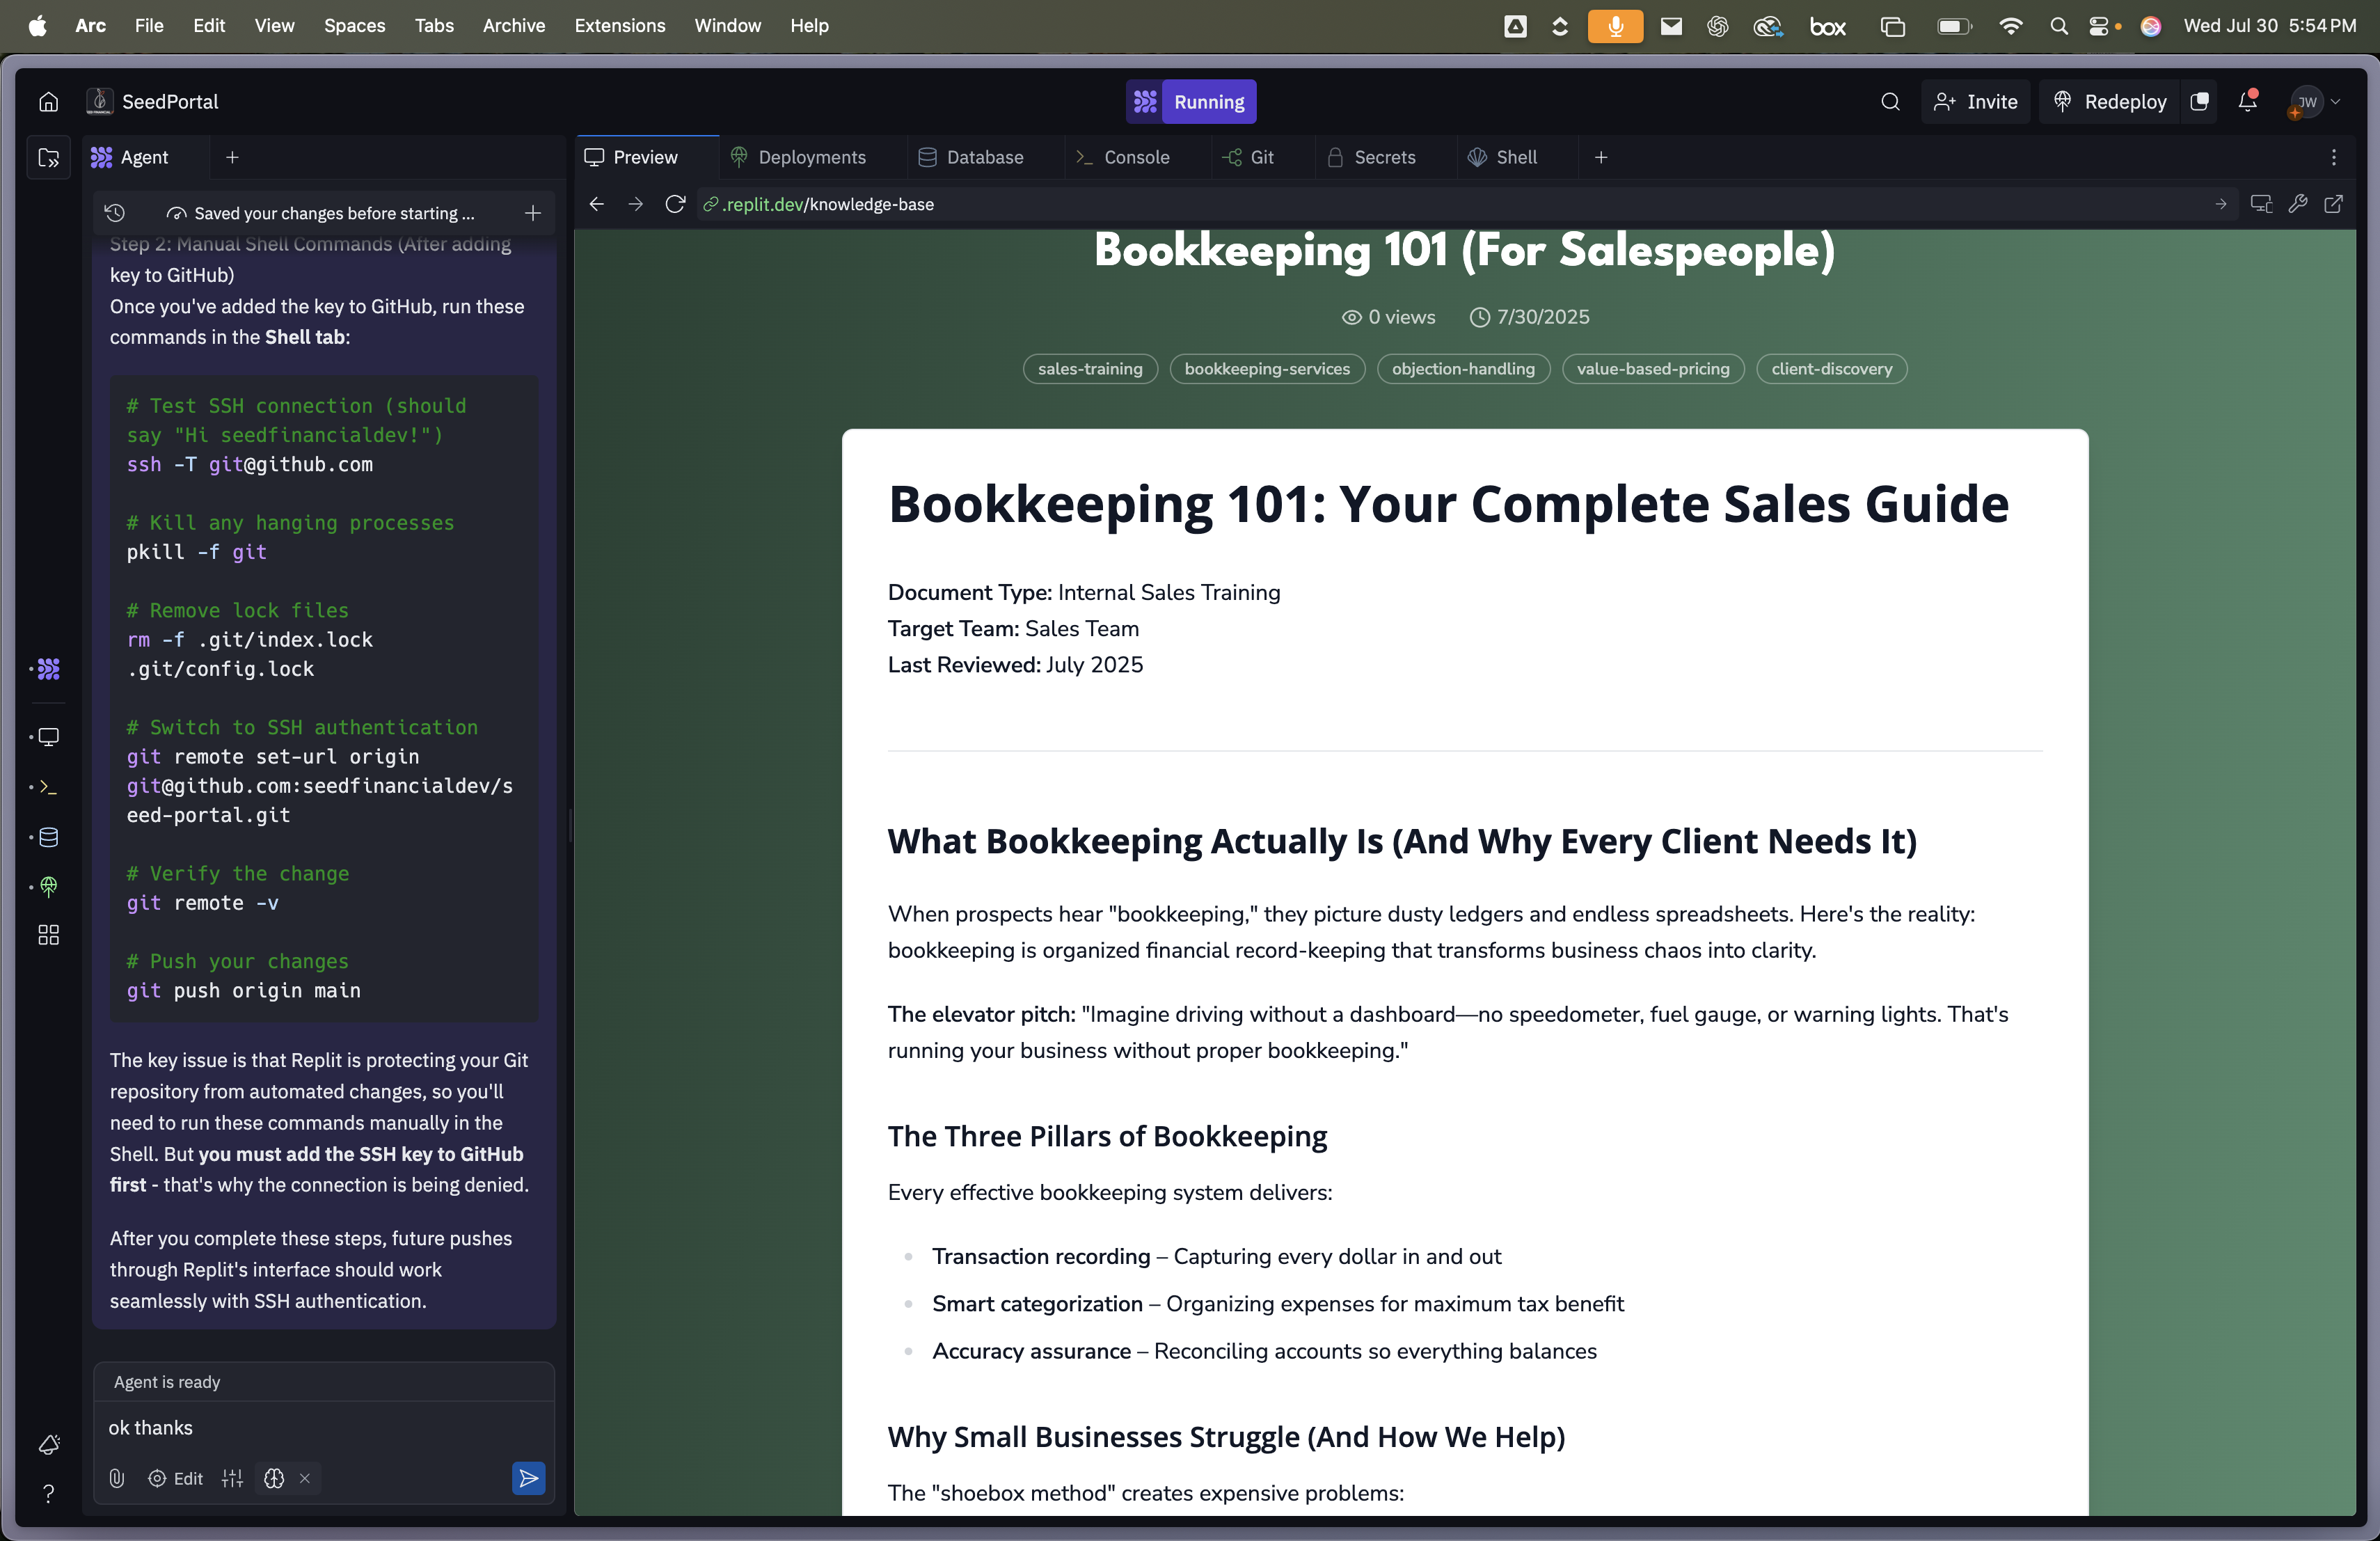 Arc File Edit View Spaces Tabs Archive Extensions Window Help box Wed Jul 30 5:54 PM
SeedPortal Running Invite Redeploy JW
Agent
Preview Deployments Database Console Git Secrets Shell
Saved your changes before starting ...
.replit.dev/knowledge-base
Step 2: Manual Shell Commands (After adding
key to GitHub)
Once you've added the key to GitHub, run these
commands in the Shell tab:
# Test SSH connection (should
say "Hi seedfinancialdev!")
ssh -T git@github.com
# Kill any hanging processes
pkill -f git
# Remove lock files
rm -f .git/index.lock
.git/config.lock
# Switch to SSH authentication
git remote set-url origin
git@github.com:seedfinancialdev/s
eed-portal.git
# Verify the change
git remote -v
# Push your changes
git push origin main
The key issue is that Replit is protecting your Git
repository from automated changes, so you'll
need to run these commands manually in the
Shell. But you must add the SSH key to GitHub
first - that's why the connection is being denied.
After you complete these steps, future pushes
through Replit's interface should work
seamlessly with SSH authentication.
Agent is ready
ok thanks
Edit
Bookkeeping 101 (For Salespeople)
0 views 7/30/2025
sales-training bookkeeping-services objection-handling value-based-pricing client-discovery
Bookkeeping 101: Your Complete Sales Guide
Document Type: Internal Sales Training
Target Team: Sales Team
Last Reviewed: July 2025
What Bookkeeping Actually Is (And Why Every Client Needs It)
When prospects hear "bookkeeping," they picture dusty ledgers and endless spreadsheets. Here's the reality:
bookkeeping is organized financial record-keeping that transforms business chaos into clarity.
The elevator pitch: "Imagine driving without a dashboard—no speedometer, fuel gauge, or warning lights. That's
running your business without proper bookkeeping."
The Three Pillars of Bookkeeping
Every effective bookkeeping system delivers:
Transaction recording – Capturing every dollar in and out
Smart categorization – Organizing expenses for maximum tax benefit
Accuracy assurance – Reconciling accounts so everything balances
Why Small Businesses Struggle (And How We Help)
The "shoebox method" creates expensive problems: